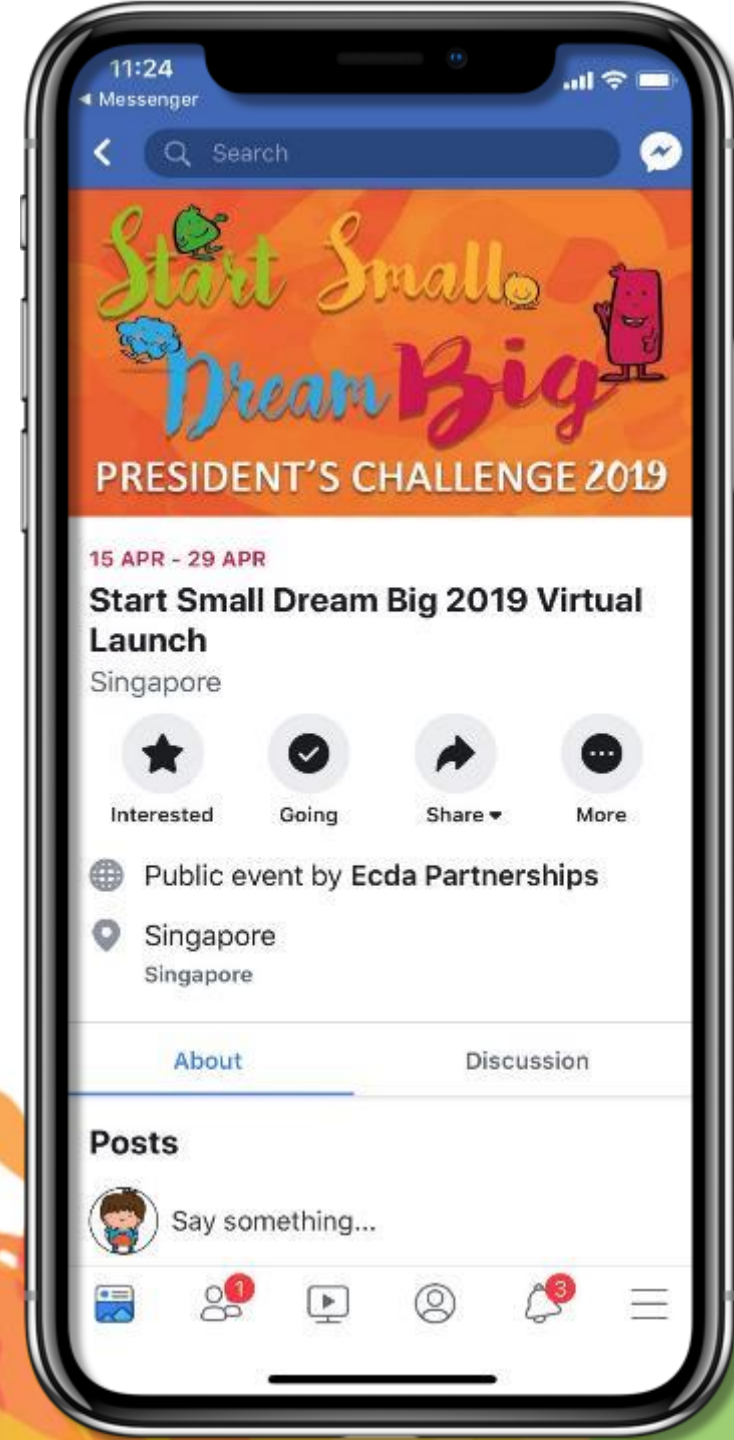 11:24
Messenger
Search
Start Small
Dream Big
PRESIDENT'S CHALLENGE 2019
15 APR - 29 APR
Start Small Dream Big 2019 Virtual
Launch
Singapore
Interested Going Share More
Public event by Ecda Partnerships
Singapore
Singapore
About Discussion
Posts
Say something...
1 3